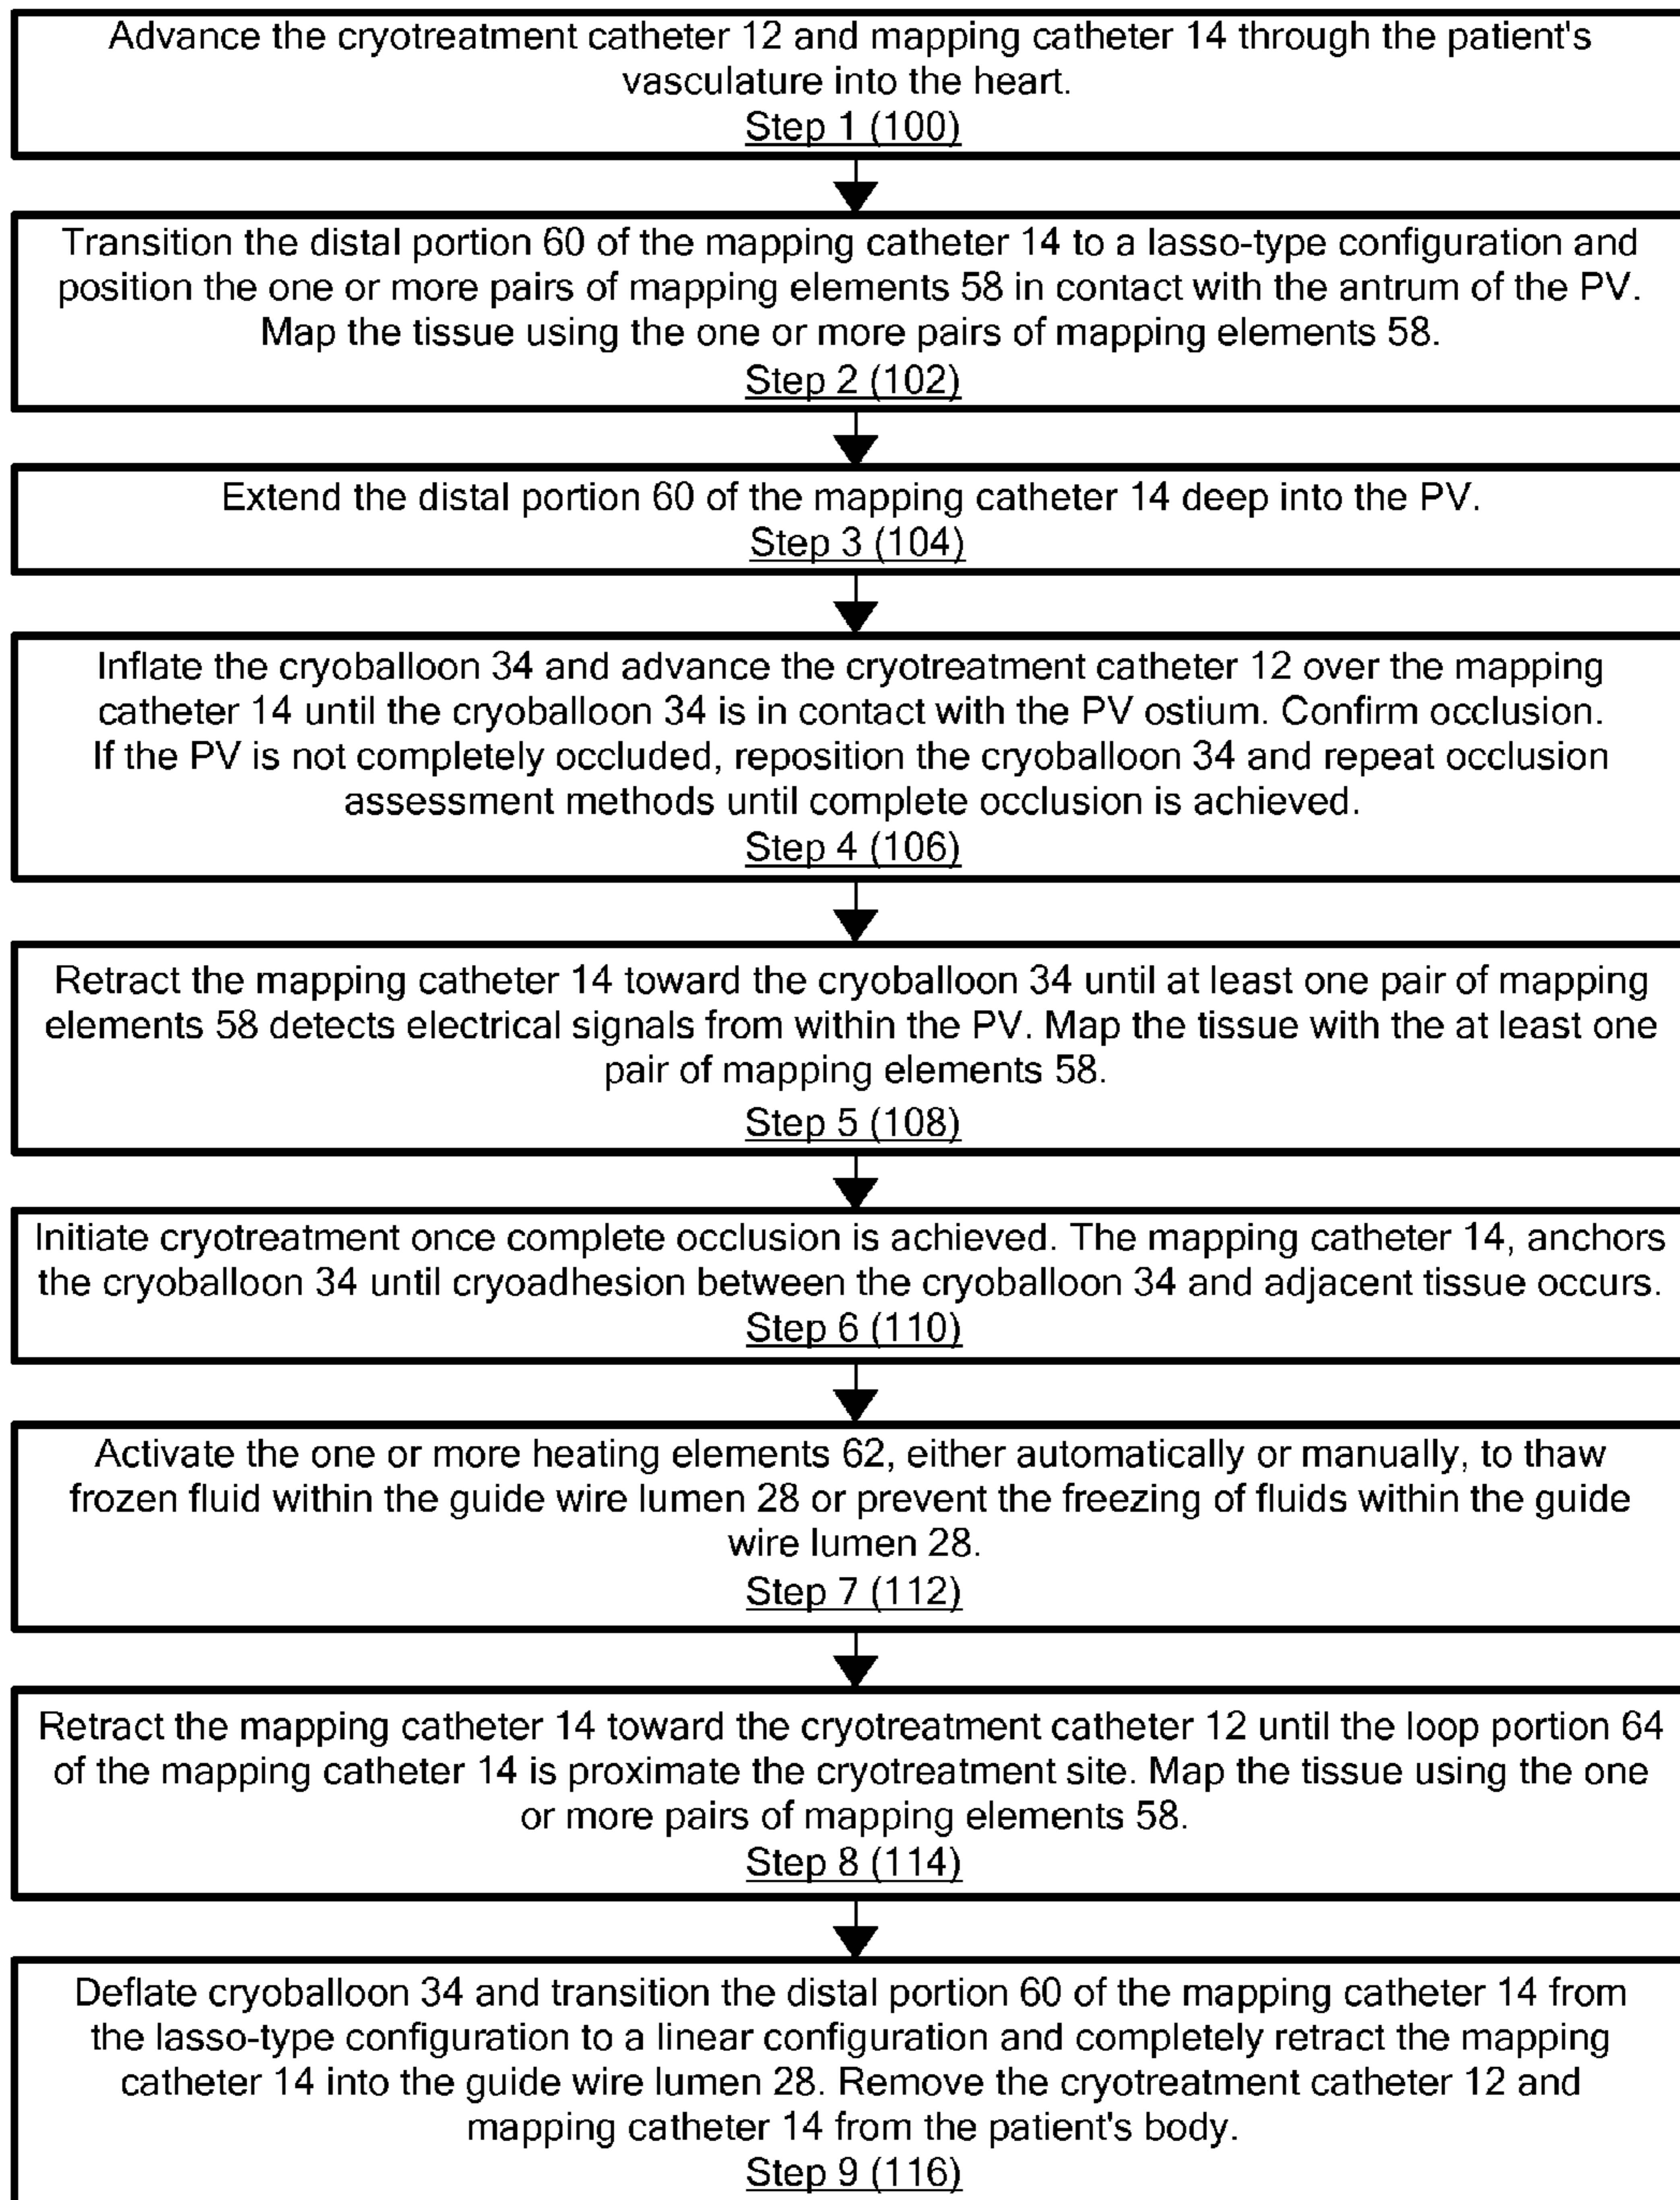 Advance the cryotreatment catheter 12 and mapping catheter 14 through the patient's
vasculature into the heart.
Step 1 (100)
Transition the distal portion 60 of the mapping catheter 14 to a lasso-type configuration and
position the one or more pairs of mapping elements 58 in contact with the antrum of the PV.
Map the tissue using the one or more pairs of mapping elements 58.
Step 2 (102)
Extend the distal portion 60 of the mapping catheter 14 deep into the PV.
Step 3 (104)
Inflate the cryoballoon 34 and advance the cryotreatment catheter 12 over the mapping
catheter 14 until the cryoballoon 34 is in contact with the PV ostium. Confirm occlusion.
If the PV is not completely occluded, reposition the cryoballoon 34 and repeat occlusion
assessment methods until complete occlusion is achieved.
Step 4 (106)
Retract the mapping catheter 14 toward the cryoballoon 34 until at least one pair of mapping
elements 58 detects electrical signals from within the PV. Map the tissue with the at least one
pair of mapping elements 58.
Step 5 (108)
Initiate cryotreatment once complete occlusion is achieved. The mapping catheter 14, anchors
the cryoballoon 34 until cryoadhesion between the cryoballoon 34 and adjacent tissue occurs.
Step 6 (110)
Activate the one or more heating elements 62, either automatically or manually, to thaw
frozen fluid within the guide wire lumen 28 or prevent the freezing of fluids within the guide
wire lumen 28.
Step 7 (112)
Retract the mapping catheter 14 toward the cryotreatment catheter 12 until the loop portion 64
of the mapping catheter 14 is proximate the cryotreatment site. Map the tissue using the one
or more pairs of mapping elements 58.
Step 8 (114)
Deflate cryoballoon 34 and transition the distal portion 60 of the mapping catheter 14 from
the lasso-type configuration to a linear configuration and completely retract the mapping
catheter 14 into the guide wire lumen 28. Remove the cryotreatment catheter 12 and
mapping catheter 14 from the patient's body.
Step 9 (116)